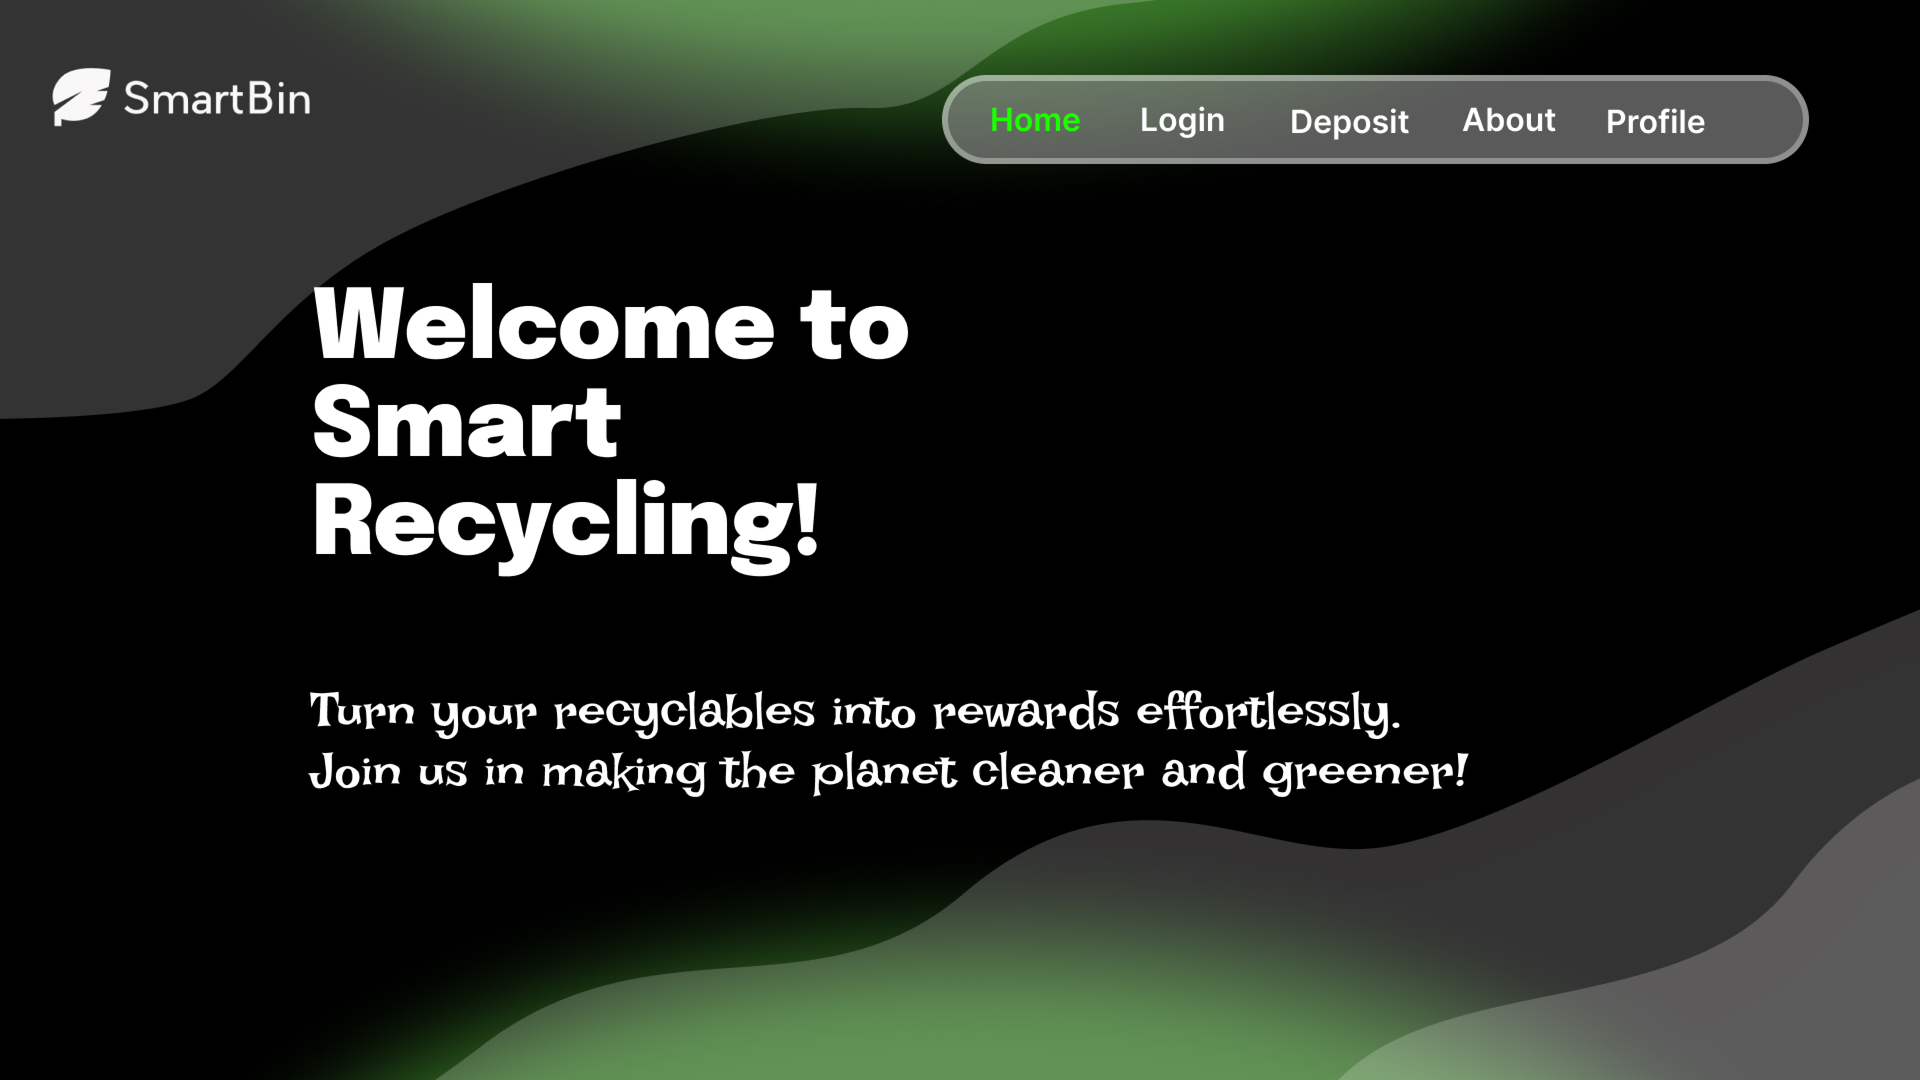 SmartBin
Home Login Deposit About Profile
Welcome to
Smart
Recycling!
Turn your recyclables into rewards effortlessly.
Join us in making the planet cleaner and greener!